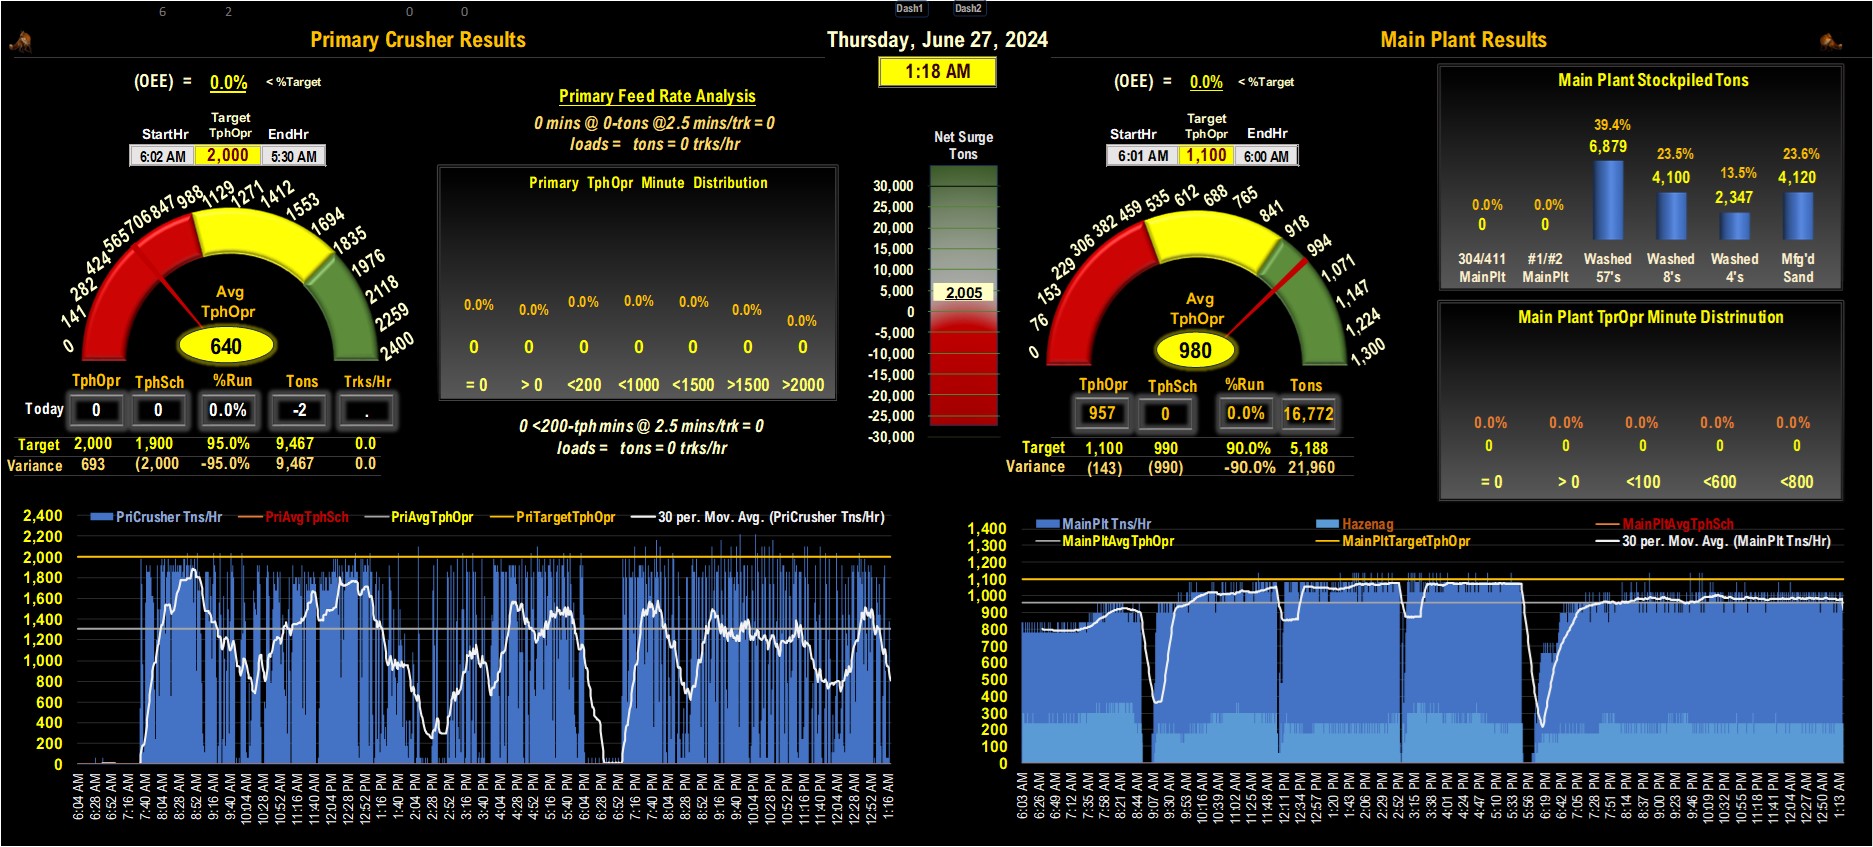 6 2 0 0 Dash1 Dash2
Primary Crusher Results
Thursday, June 27, 2024
Main Plant Results
1:18 AM
(OEE) = 0.0% < %Target
Target
StartHr TphOpr EndHr
6:02 AM 2,000 5:30 AM
0 141 282 424 565 706 847 988 1129 1271 1412 1553 1694 1835 1976 2118 2259 2400
Avg
TphOpr
640
TphOpr TphSch %Run Tons Trks/Hr
Today 0 0 0.0% -2 .
Target 2,000 1,900 95.0% 9,467 0.0
Variance 693 (2,000 -95.0% 9,467 0.0
Primary Feed Rate Analysis
0 mins @ 0-tons @2.5 mins/trk = 0
loads = tons = 0 trks/hr
Primary TphOpr Minute Distribution
0.0% 0.0% 0.0% 0.0% 0.0% 0.0% 0.0%
0 0 0 0 0 0 0
= 0 > 0 <200 <1000 <1500 >1500 >2000
0 <200-tph mins @ 2.5 mins/trk = 0
loads = tons = 0 trks/hr
Net Surge
Tons
30,000
25,000
20,000
15,000
10,000
5,000
2,005
0
-5,000
-10,000
-15,000
-20,000
-25,000
-30,000
(OEE) = 0.0% < %Target
Target
StartHr TphOpr EndHr
6:01 AM 1,100 6:00 AM
0 76 153 229 306 382 459 535 612 688 765 841 918 994 1,071 1,147 1,224 1,300
Avg
TphOpr
980
TphOpr TphSch %Run Tons
957 0 0.0% 16,772
Target 1,100 990 90.0% 5,188
Variance (143) (990) -90.0% 21,960
Main Plant Stockpiled Tons
0.0% 0.0% 39.4% 23.5% 13.5% 23.6%
0 0 6,879 4,100 2,347 4,120
304/411 #1/#2 Washed Washed Washed Mfg'd
MainPlt MainPlt 57's 8's 4's Sand
Main Plant TprOpr Minute Distrinution
0.0% 0.0% 0.0% 0.0% 0.0% 0.0%
0 0 0 0 0
= 0 > 0 <100 <600 <800
PriCrusher Tns/Hr PriAvgTphSch PriAvgTphOpr PriTargetTphOpr 30 per. Mov. Avg. (PriCrusher Tns/Hr)
2,400
2,200
2,000
1,800
1,600
1,400
1,200
1,000
800
600
400
200
0
6:04 AM 6:28 AM 6:52 AM 7:16 AM 7:40 AM 8:04 AM 8:28 AM 8:52 AM 9:16 AM 9:40 AM 10:04 AM 10:28 AM 10:52 AM 11:16 AM 11:40 AM 12:04 PM 12:28 PM 12:52 PM 1:16 PM 1:40 PM 2:04 PM 2:28 PM 2:52 PM 3:16 PM 3:40 PM 4:04 PM 4:28 PM 4:52 PM 5:16 PM 5:40 PM 6:04 PM 6:28 PM 6:52 PM 7:16 PM 7:40 PM 8:04 PM 8:28 PM 8:52 PM 9:16 PM 9:40 PM 10:04 PM 10:28 PM 10:52 PM 11:16 PM 11:40 PM 12:04 AM 12:28 AM 12:52 AM 1:16 AM
MainPlt Tns/Hr Hazenag MainPltAvgTphSch
MainPltAvgTphOpr MainPltTargetTphOpr 30 per. Mov. Avg. (MainPlt Tns/Hr)
1,400
1,300
1,200
1,100
1,000
900
800
700
600
500
400
300
200
100
0
6:03 AM 6:26 AM 6:49 AM 7:12 AM 7:35 AM 7:58 AM 8:21 AM 8:44 AM 9:07 AM 9:30 AM 9:53 AM 10:16 AM 10:39 AM 11:02 AM 11:25 AM 11:48 AM 12:11 PM 12:34 PM 12:57 PM 1:20 PM 1:43 PM 2:06 PM 2:29 PM 2:52 PM 3:15 PM 3:38 PM 4:01 PM 4:24 PM 4:47 PM 5:10 PM 5:33 PM 5:56 PM 6:19 PM 6:42 PM 7:05 PM 7:28 PM 7:51 PM 8:14 PM 8:37 PM 9:00 PM 9:23 PM 9:46 PM 10:09 PM 10:32 PM 10:55 PM 11:18 PM 11:41 PM 12:04 AM 12:27 AM 12:50 AM 1:13 AM